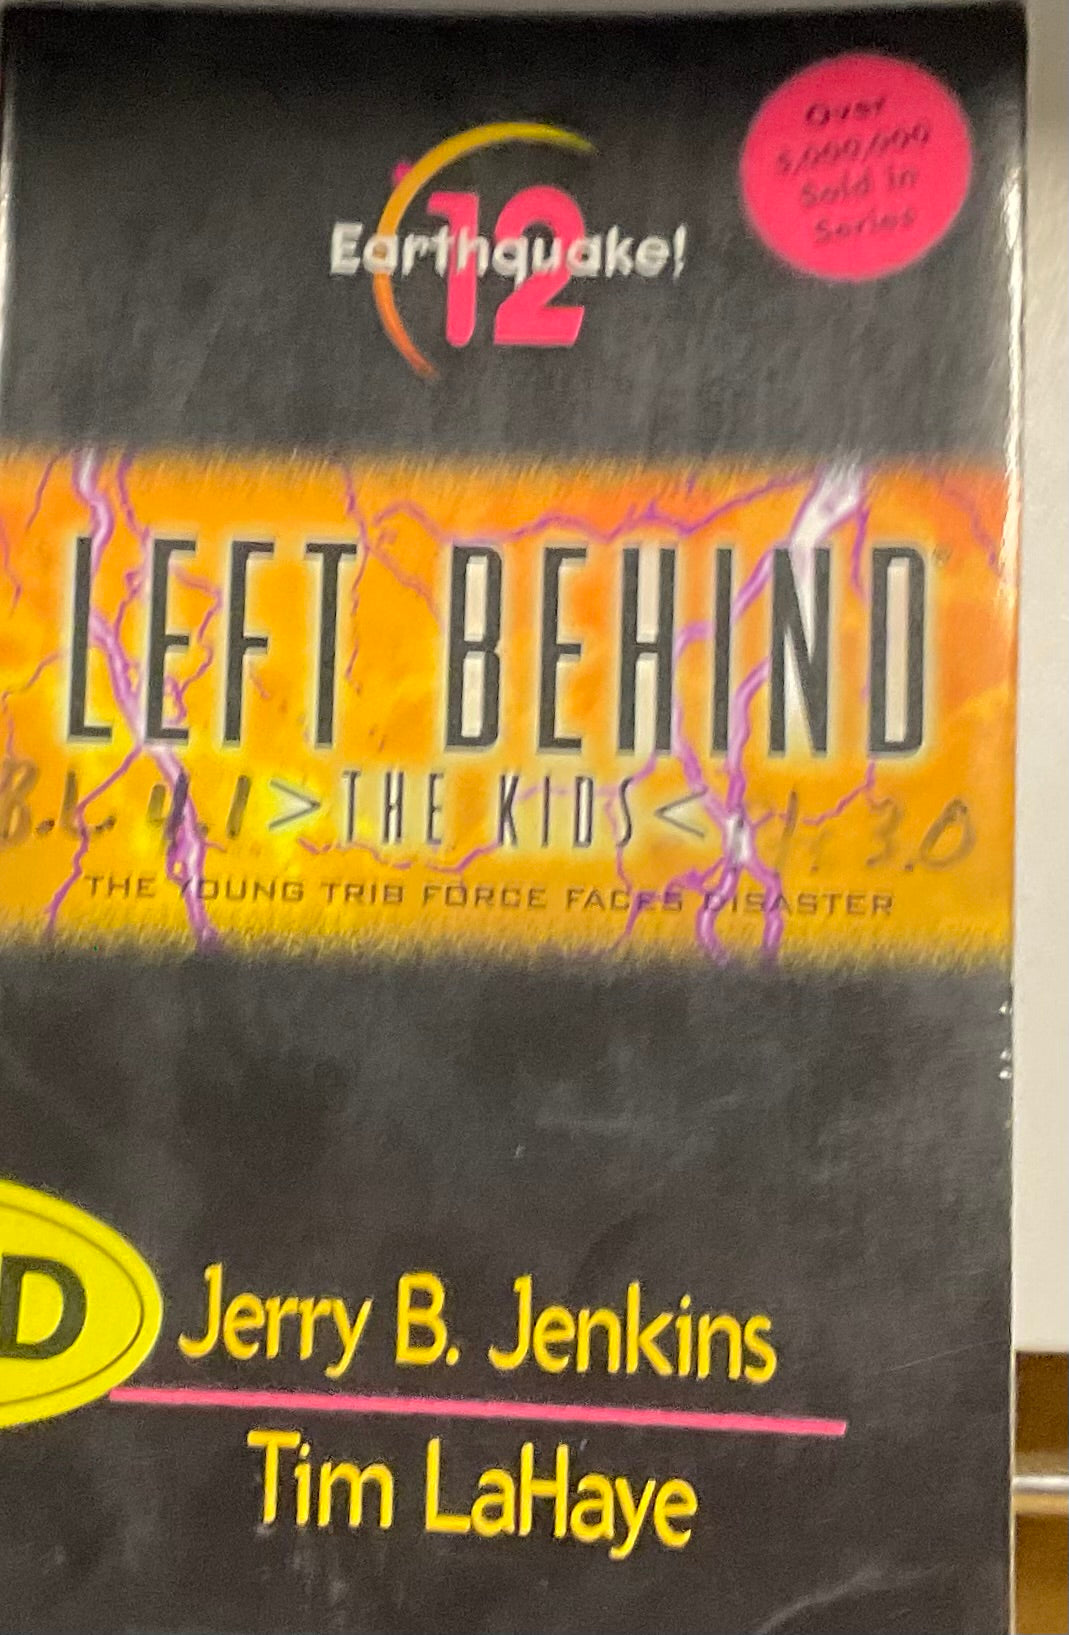 12
Earthquake!
Over
5,000,000
Sold in
Series
LEFT BEHIND®
>THE KIDS<
B.L. 4.1
3.0
THE YOUNG TRIB FORCE FACES DISASTER
D
Jerry B. Jenkins
Tim LaHaye